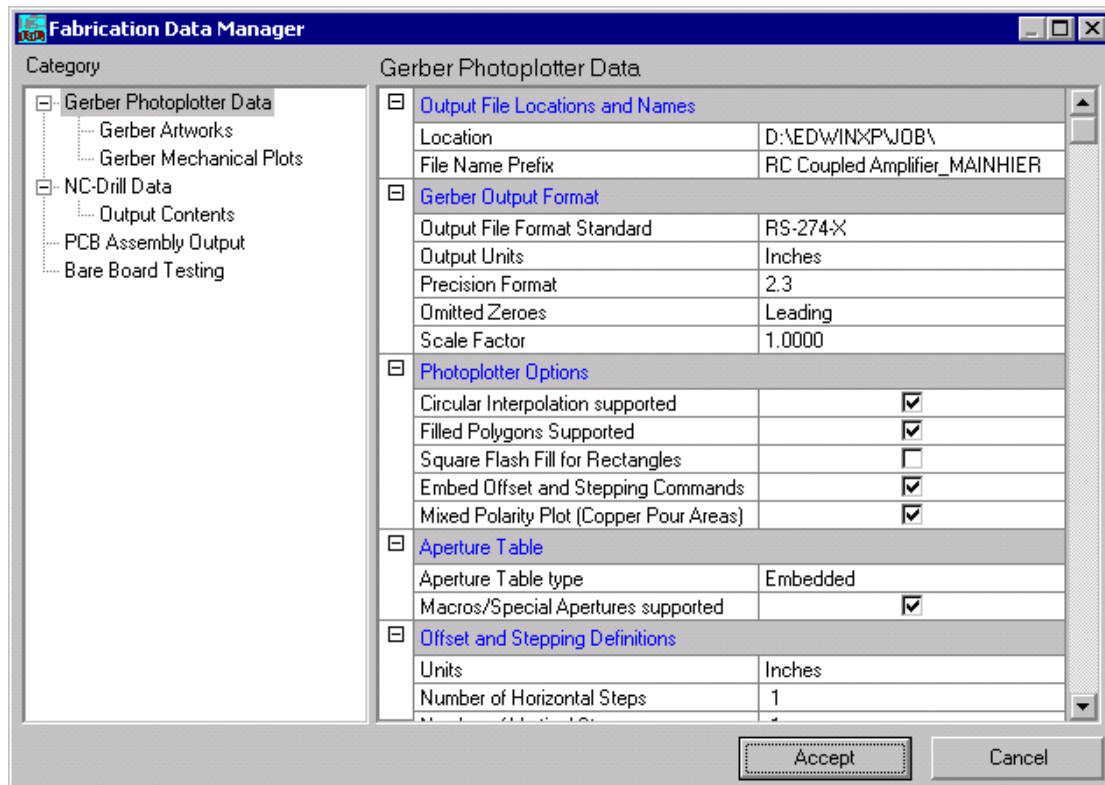 Fabrication Data Manager
Category
Gerber Photoplotter Data
Gerber Artworks
Gerber Mechanical Plots
NC-Drill Data
Output Contents
PCB Assembly Output
Bare Board Testing
Gerber Photoplotter Data
Output File Locations and Names
Location D:\EDWINXP\JOB\
File Name Prefix RC Coupled Amplifier_MAINHIER
Gerber Output Format
Output File Format Standard RS-274-X
Output Units Inches
Precision Format 2.3
Omitted Zeroes Leading
Scale Factor 1.0000
Photoplotter Options
Circular Interpolation supported
Filled Polygons Supported
Square Flash Fill for Rectangles
Embed Offset and Stepping Commands
Mixed Polarity Plot (Copper Pour Areas)
Aperture Table
Aperture Table type Embedded
Macros/Special Apertures supported
Offset and Stepping Definitions
Units Inches
Number of Horizontal Steps 1
Accept Cancel